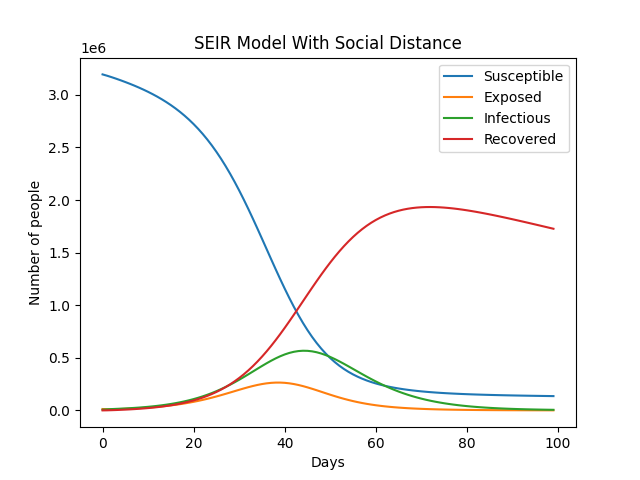 SEIR Model With Social Distance
1e6
Susceptible
Exposed
Infectious
Recovered
Number of people
3.0
2.5
2.0
1.5
1.0
0.5
0.0
0 20 40 60 80 100
Days